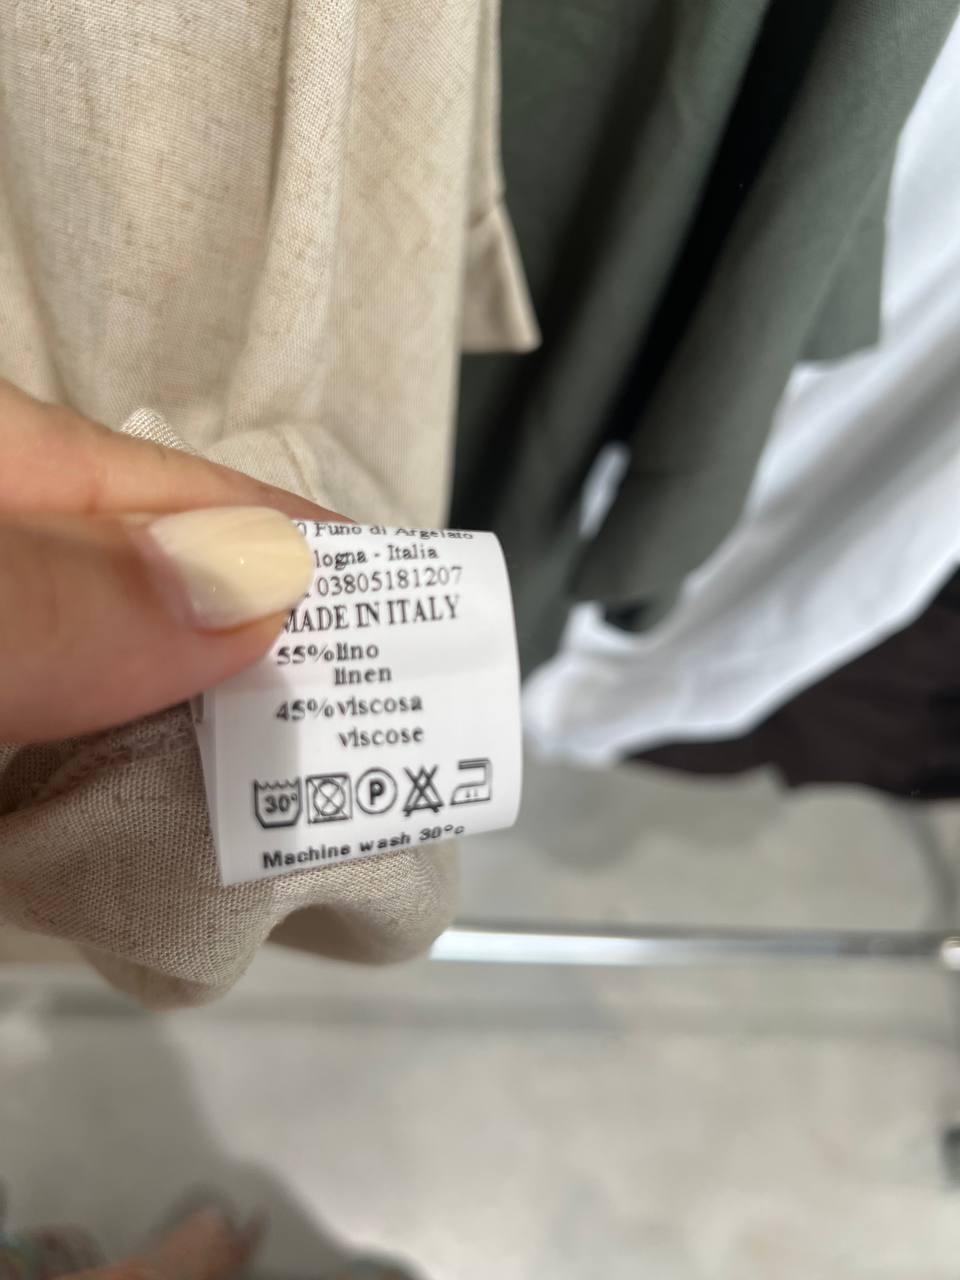 0 Funo di Argelato
logna - Italia
. 03805181207
MADE IN ITALY
55%lino
linen
45%viscosa
viscose
30°
P
Machine wash 30°c